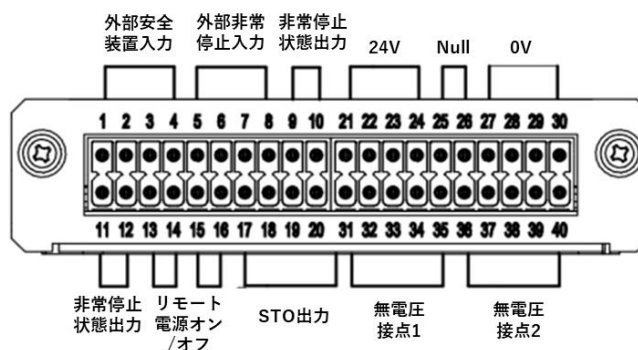 外部安全
装置入力
外部非常
停止入力
非常停止
状態出力
24V
Null
0V
1 2 3 4 5 6 7 8 9 10 21 22 23 24 25 26 27 28 29 30
11 12 13 14 15 16 17 18 19 20 31 32 33 34 35 36 37 38 39 40
非常停止
状態出力
リモート
電源オン
/オフ
STO出力
無電圧
接点1
無電圧
接点2